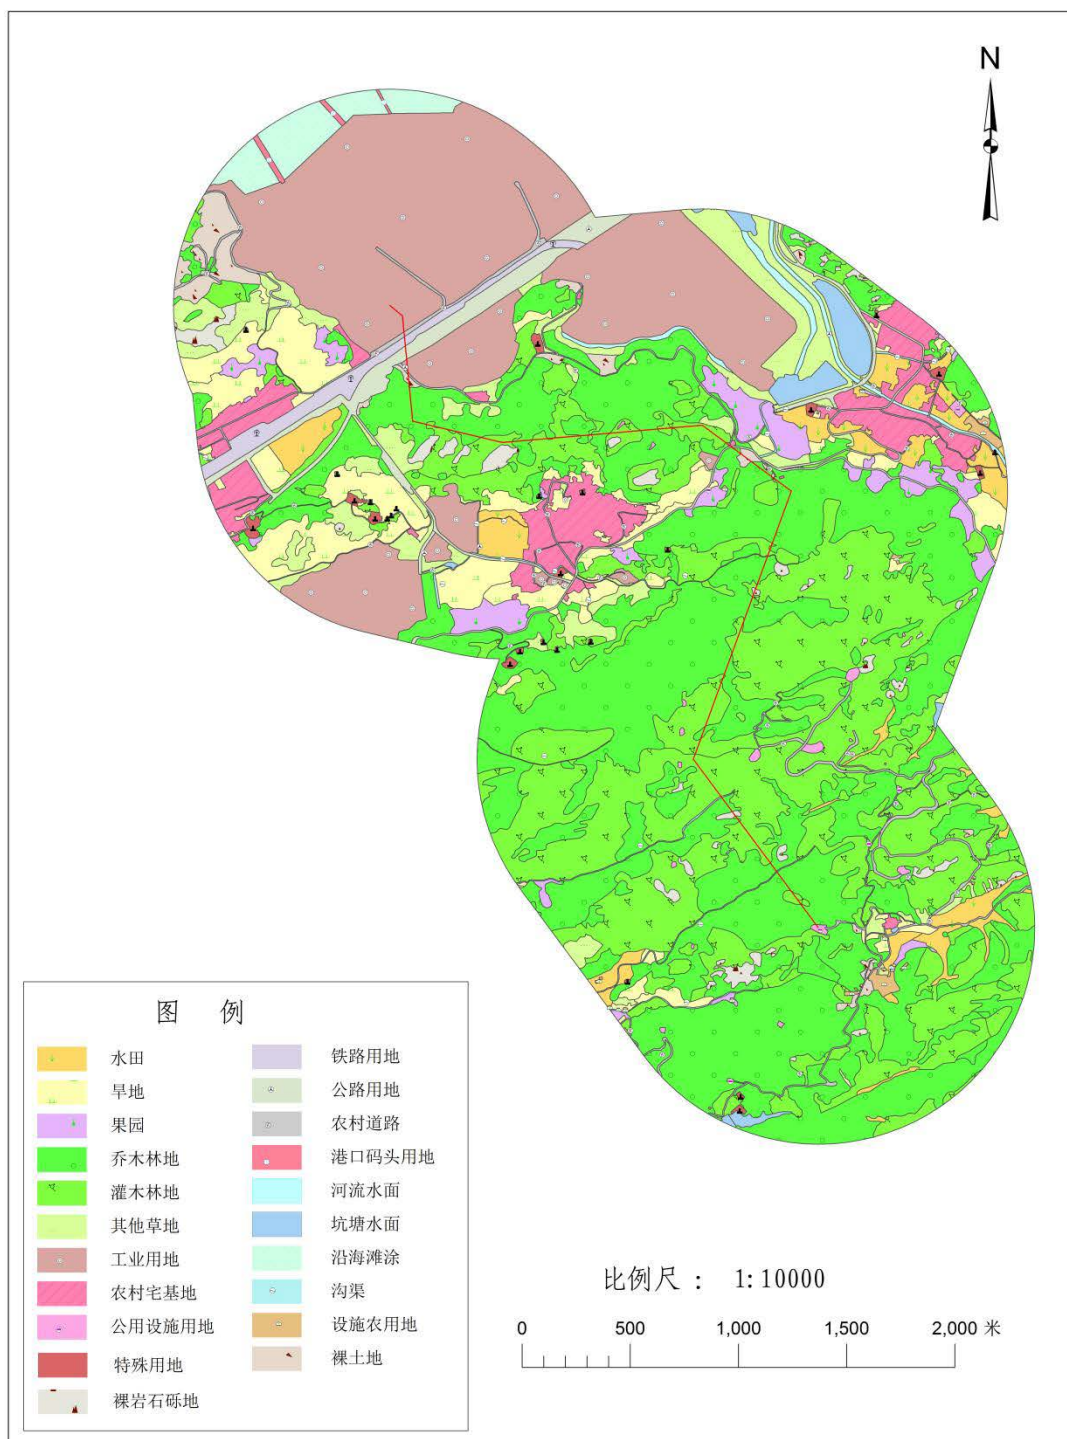 N
图 例
水田
旱地
果园
乔木林地
灌木林地
其他草地
工业用地
农村宅基地
公用设施用地
特殊用地
裸岩石砾地
铁路用地
公路用地
农村道路
港口码头用地
河流水面
坑塘水面
沿海滩涂
沟渠
设施农用地
裸土地
比例尺 : 1:10000
0 500 1,000 1,500 2,000 米